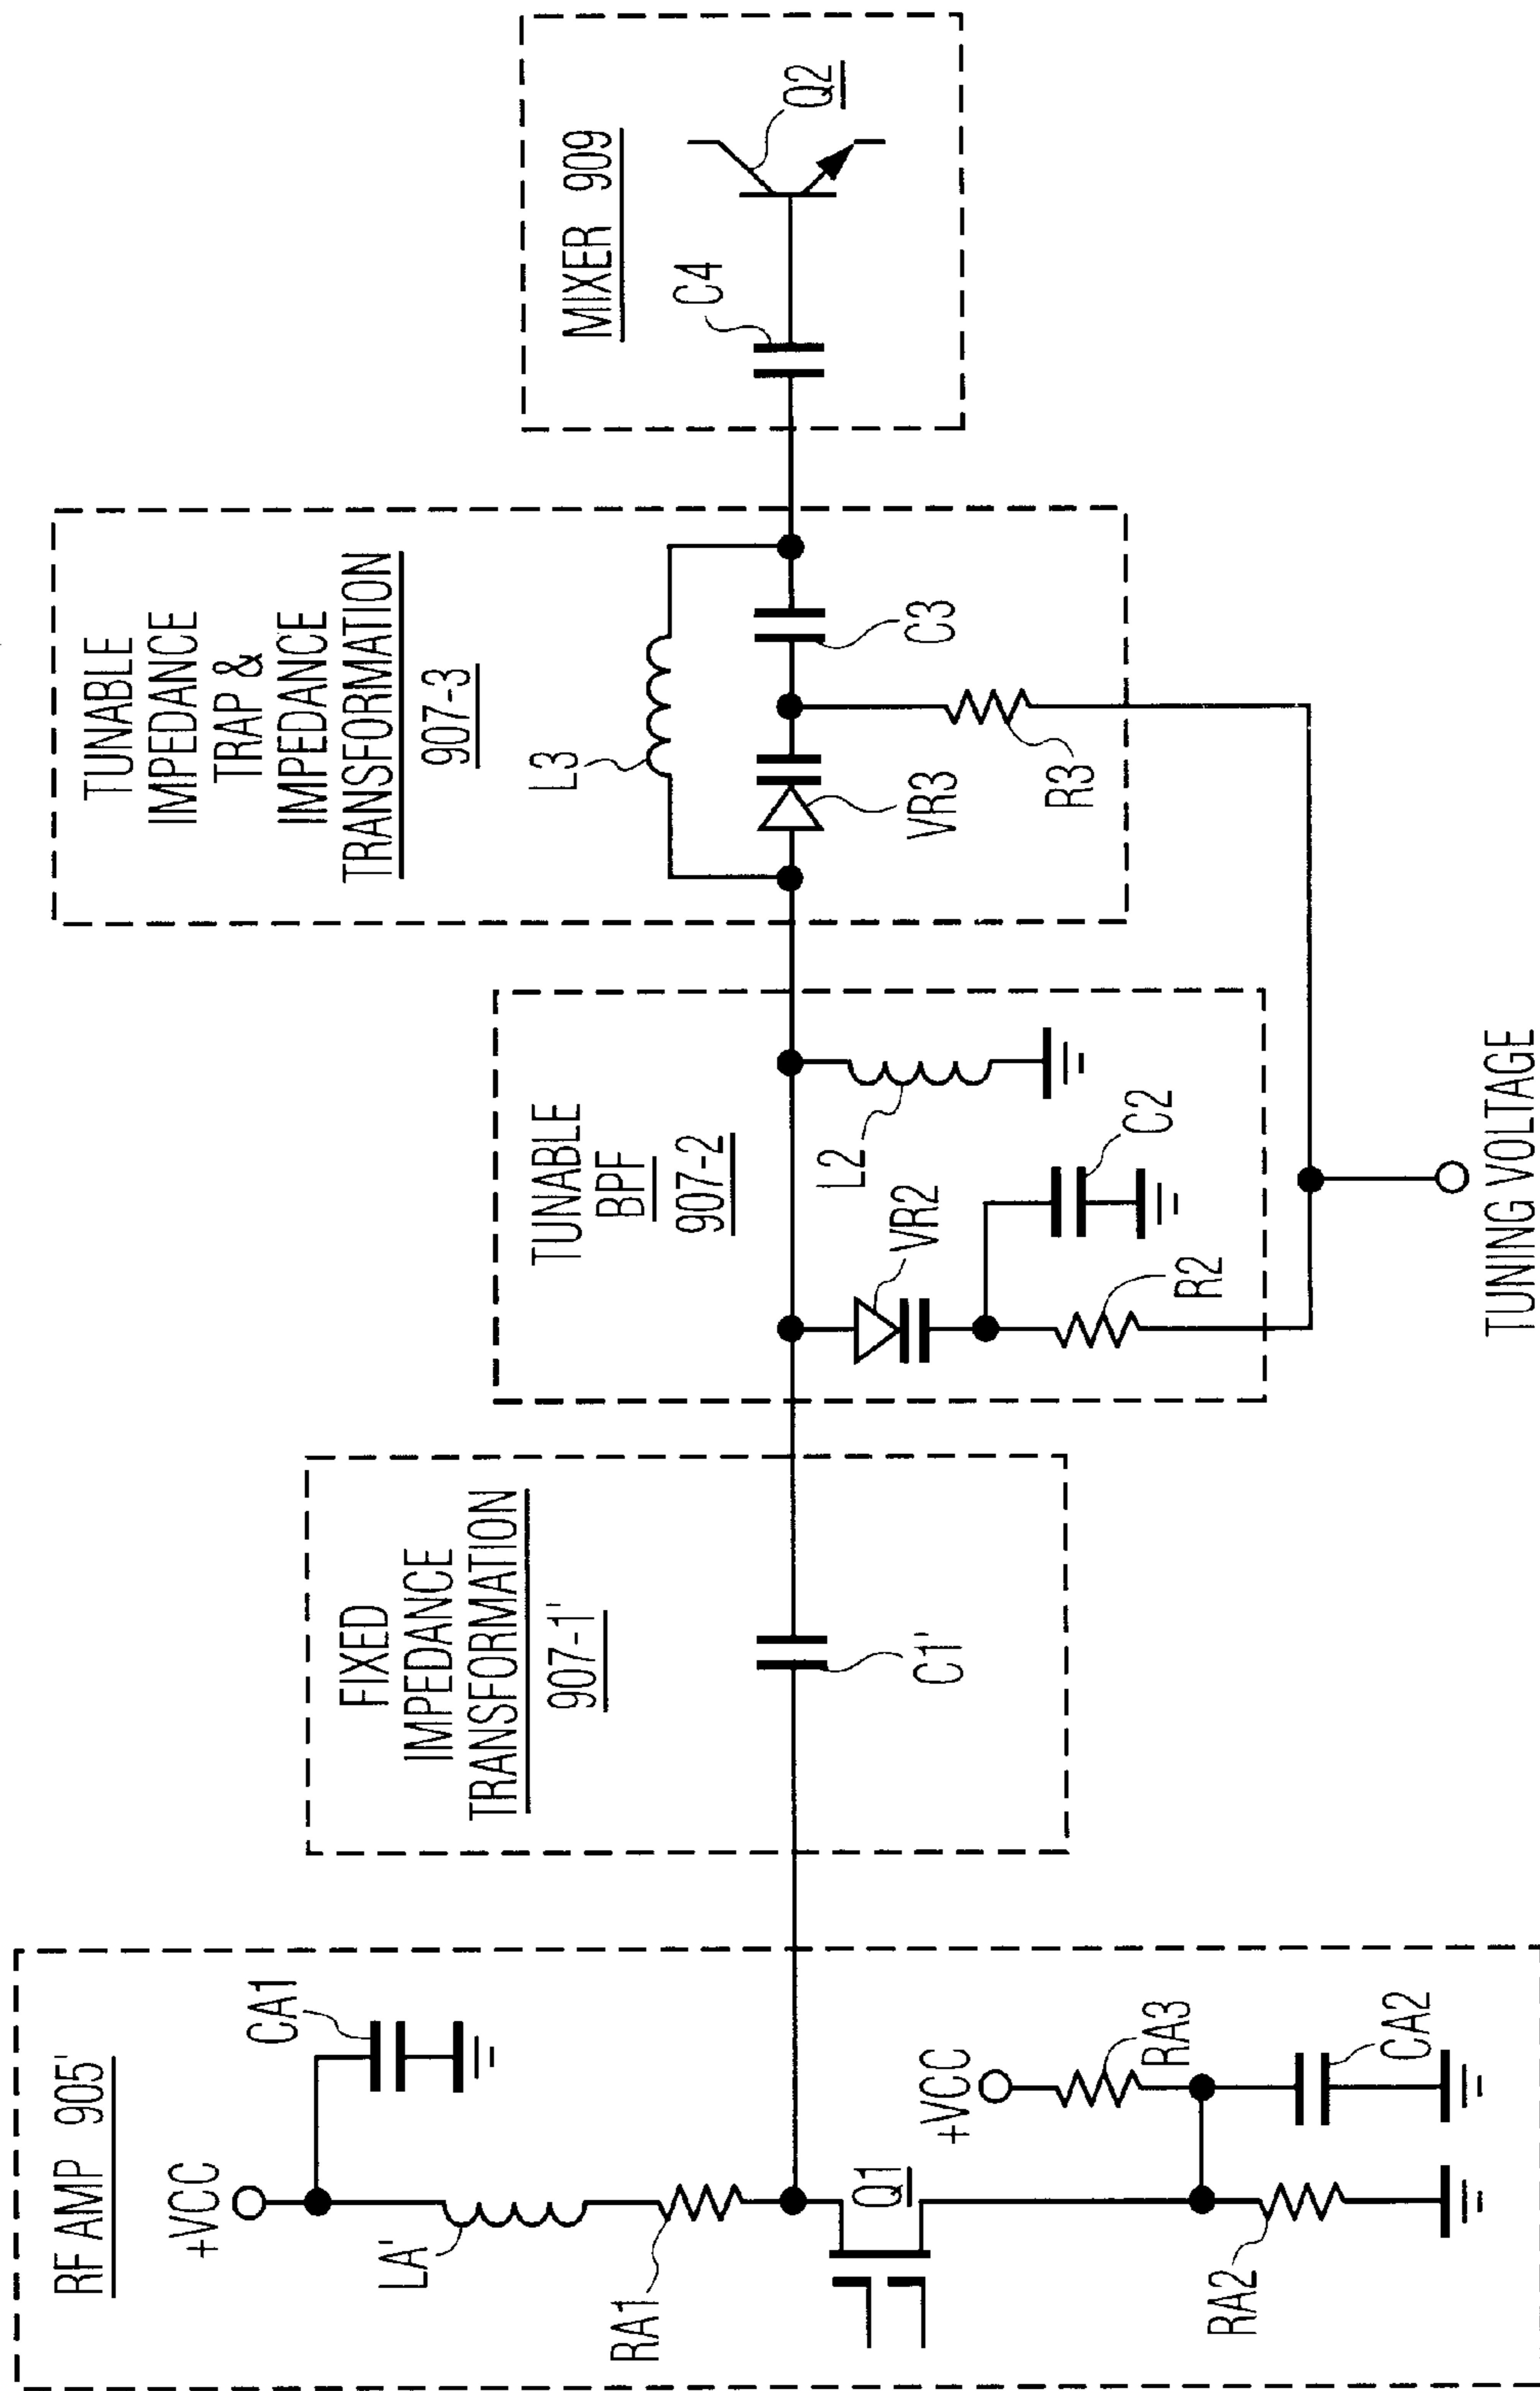 RF AMP 905'
+VCC
CA1
LA'
RA1
Q1
+VCC
RA3
RA2
CA2
FIXED
IMPEDANCE
TRANSFORMATION
907-1'
C1'
TUNABLE
BPF
907-2
L2
VR2
C2
R2
TUNABLE
IMPEDANCE
TRAP &
IMPEDANCE
TRANSFORMATION
907-3
L3
VR3
C3
R3
MIXER 909
C4
Q2
TUNING VOLTAGE